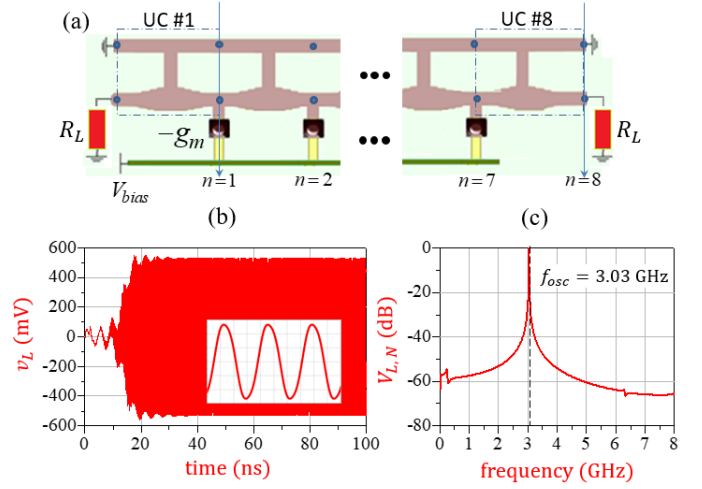 (a)
UC #1
UC #8
•••
R_L
−g_m
•••
R_L
V_bias
n=1
n=2
n=7
n=8
(b)
(c)
600
400
200
0
-200
-400
-600
v_L (mV)
0
20
40
60
80
100
time (ns)
0
-20
-40
-60
-80
V_{L,N} (dB)
f_osc = 3.03 GHz
0
1
2
3
4
5
6
7
8
frequency (GHz)